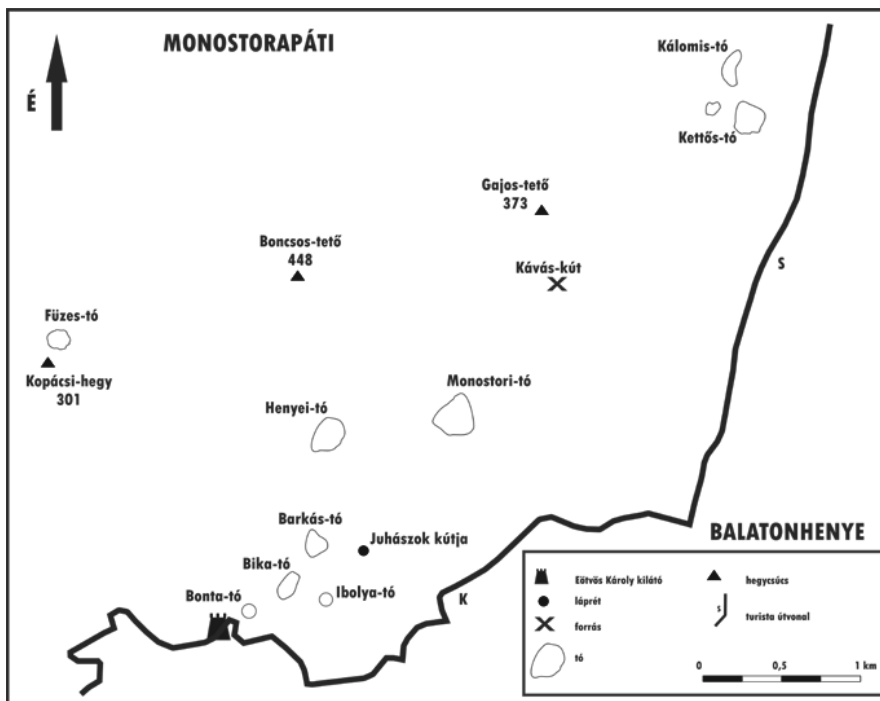 MONOSTORAPÁTI
Kálomis-tó
É
Kettős-tó
Gajos-tető
373
Boncsos-tető
448
Kávás-kút
S
Füzes-tó
Kopácsi-hegy
301
Monostori-tó
Henyei-tó
Barkás-tó
Juhászok kútja
BALATONHENYE
Bika-tó
Bonta-tó
Ibolya-tó
K
Eötvös Károly kilátó
hegycsúcs
láprét
S
turista útvonal
forrás
tó
0 0,5 1 km